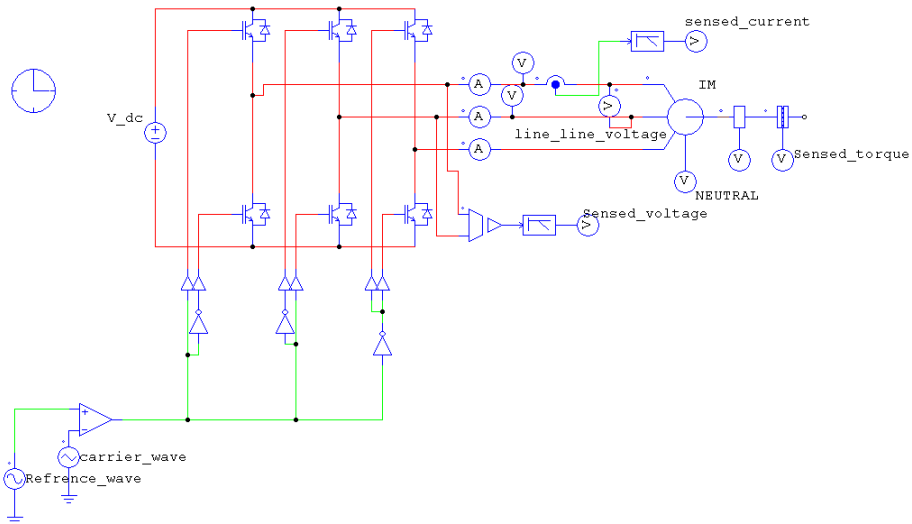 sensed_current
V
V
IM
A
V
V_dc
V
A
line_line_voltage
A
V
V
Sensed_torque
V
NEUTRAL
Sensed_voltage
V
carrier_wave
Refrence_wave